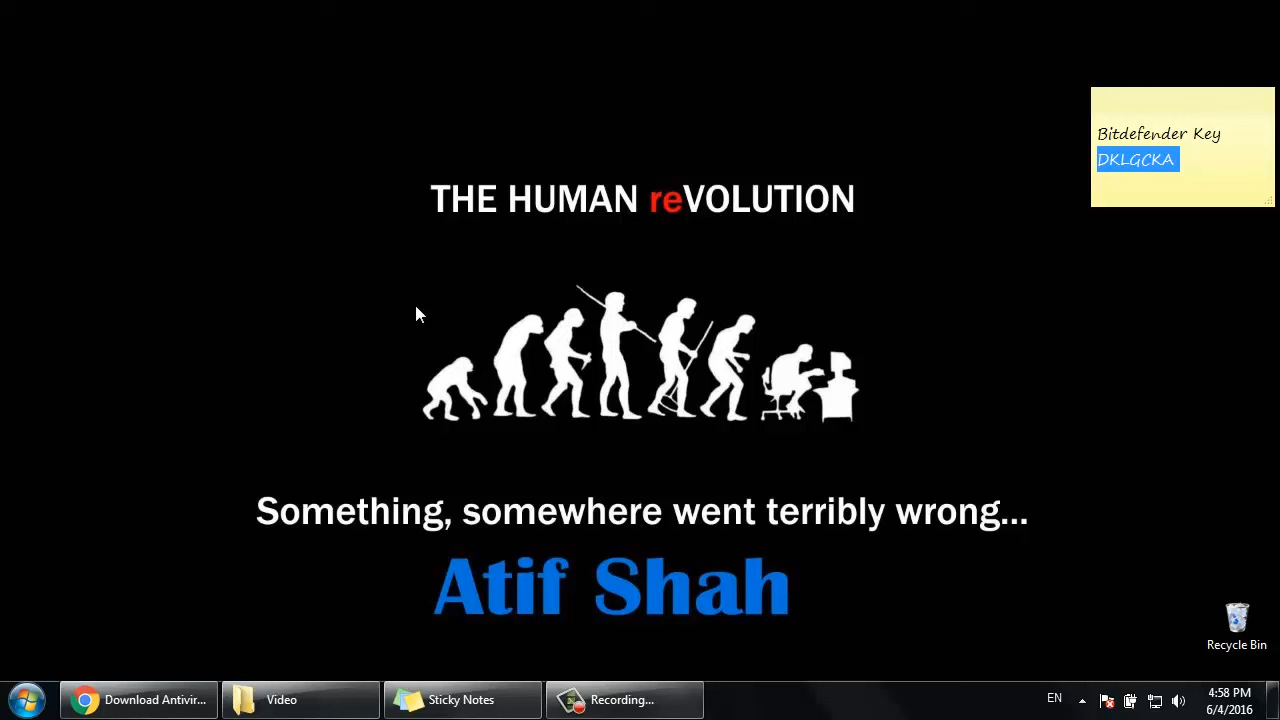 Bitdefender Key
DKLGCKA
THE HUMAN reVOLUTION
Something, somewhere went terribly wrong...
Atif Shah
Recycle Bin
Download Antivir...
Video
Sticky Notes
Recording...
EN
4:58 PM
6/4/2016